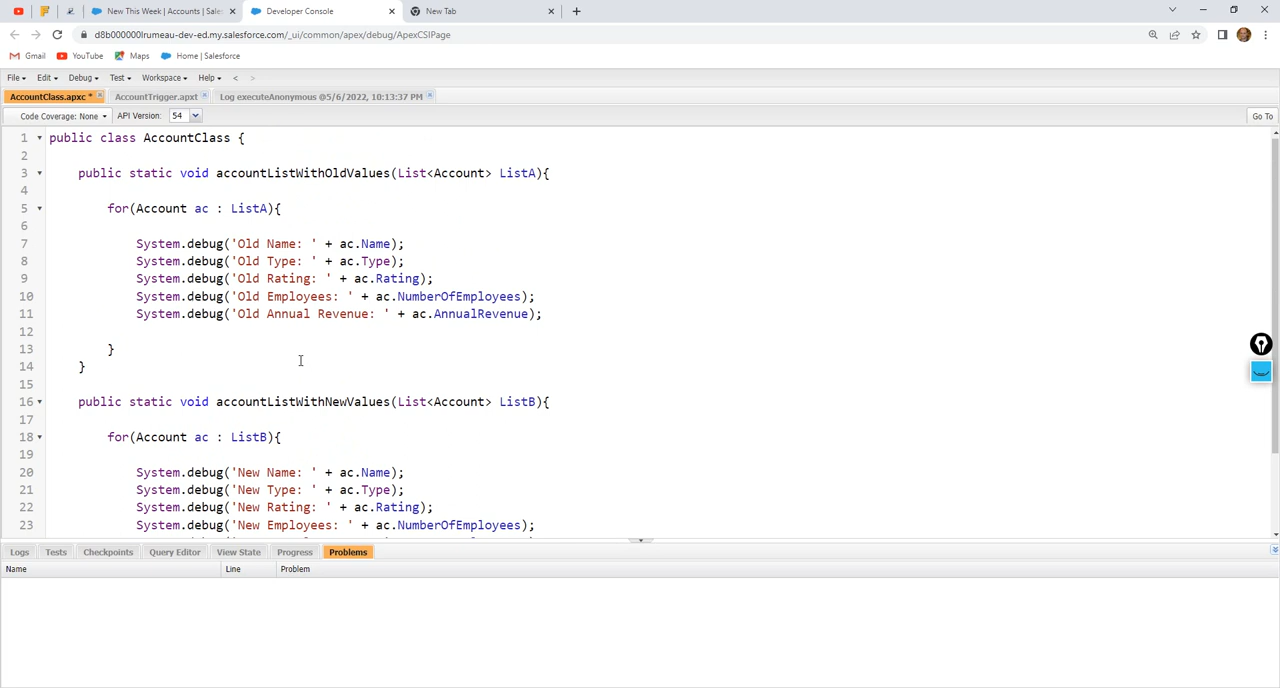 New This Week | Accounts | Sale
Developer Console
New Tab
d8b000000lrumeau-dev-ed.my.salesforce.com/_ui/common/apex/debug/ApexCSIPage
Gmail
YouTube
Maps
Home | Salesforce
File Edit Debug Test Workspace Help < >
AccountClass.apxc *
AccountTrigger.apxt
Log executeAnonymous @5/6/2022, 10:13:37 PM
Code Coverage: None
API Version: 54
Go To
1 public class AccountClass {
2
3 public static void accountListWithOldValues(List<Account> ListA){
4
5 for(Account ac : ListA){
6
7 System.debug('Old Name: ' + ac.Name);
8 System.debug('Old Type: ' + ac.Type);
9 System.debug('Old Rating: ' + ac.Rating);
10 System.debug('Old Employees: ' + ac.NumberOfEmployees);
11 System.debug('Old Annual Revenue: ' + ac.AnnualRevenue);
12
13 }
14 }
15
16 public static void accountListWithNewValues(List<Account> ListB){
17
18 for(Account ac : ListB){
19
20 System.debug('New Name: ' + ac.Name);
21 System.debug('New Type: ' + ac.Type);
22 System.debug('New Rating: ' + ac.Rating);
23 System.debug('New Employees: ' + ac.NumberOfEmployees);
Logs Tests Checkpoints Query Editor View State Progress Problems
Name Line Problem